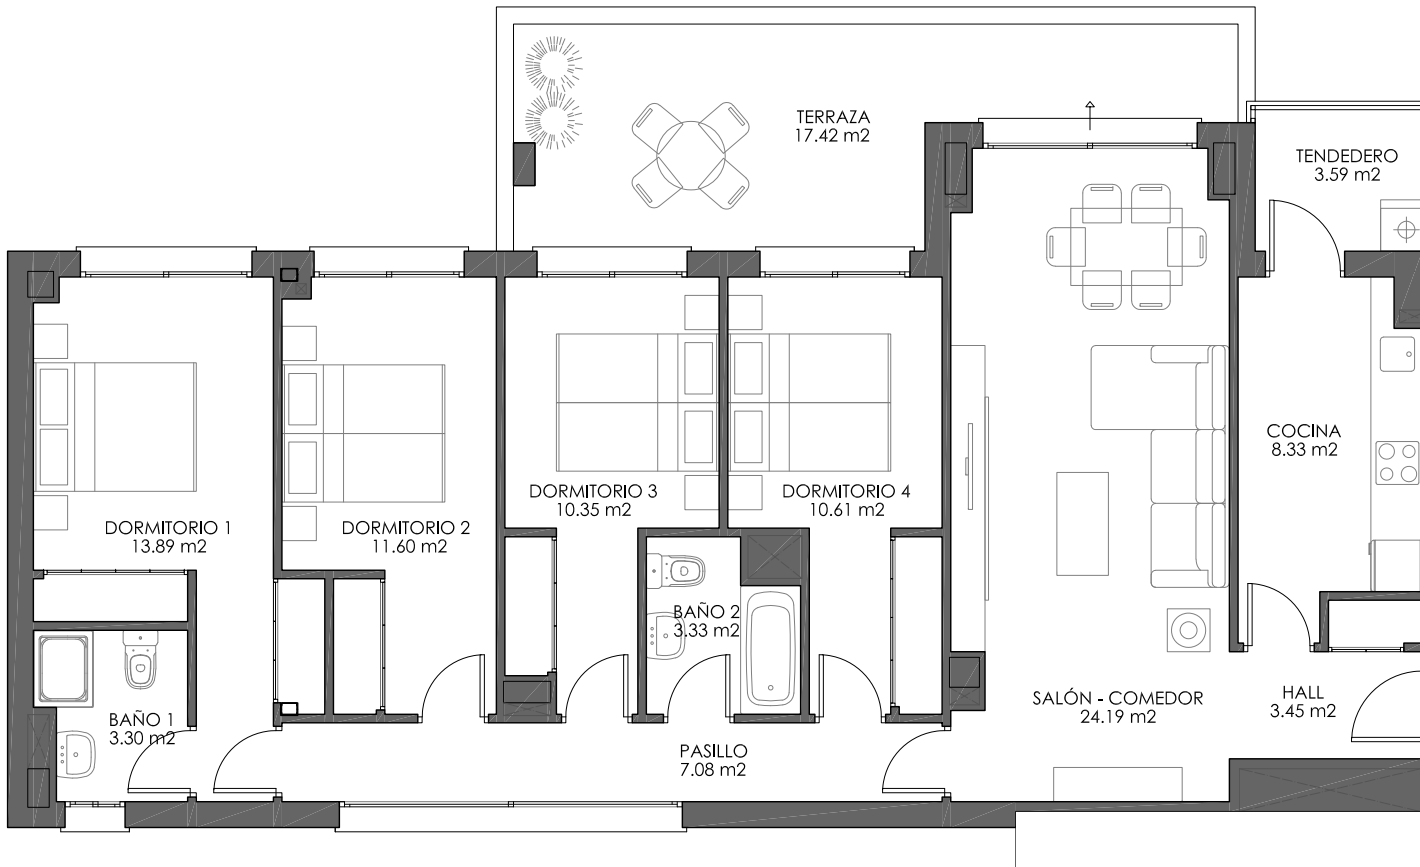 TERRAZA
17.42 m2
TENDEDERO
3.59 m2
COCINA
8.33 m2
DORMITORIO 3
10.35 m2
DORMITORIO 4
10.61 m2
DORMITORIO 1
13.89 m2
DORMITORIO 2
11.60 m2
BAÑO 2
3.33 m2
BAÑO 1
3.30 m2
SALÓN - COMEDOR
24.19 m2
HALL
3.45 m2
PASILLO
7.08 m2